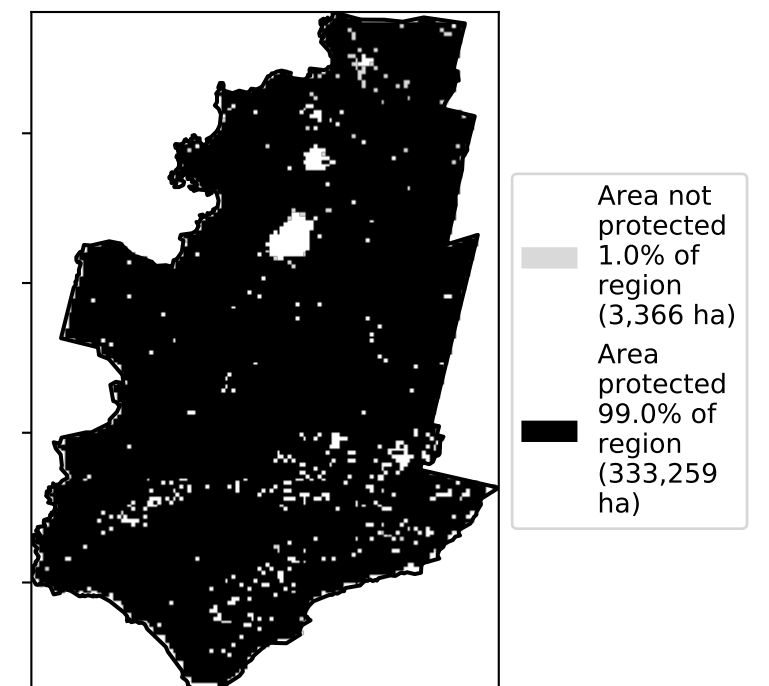 Area not
protected
1.0% of
region
(3,366 ha)
Area
protected
99.0% of
region
(333,259
ha)